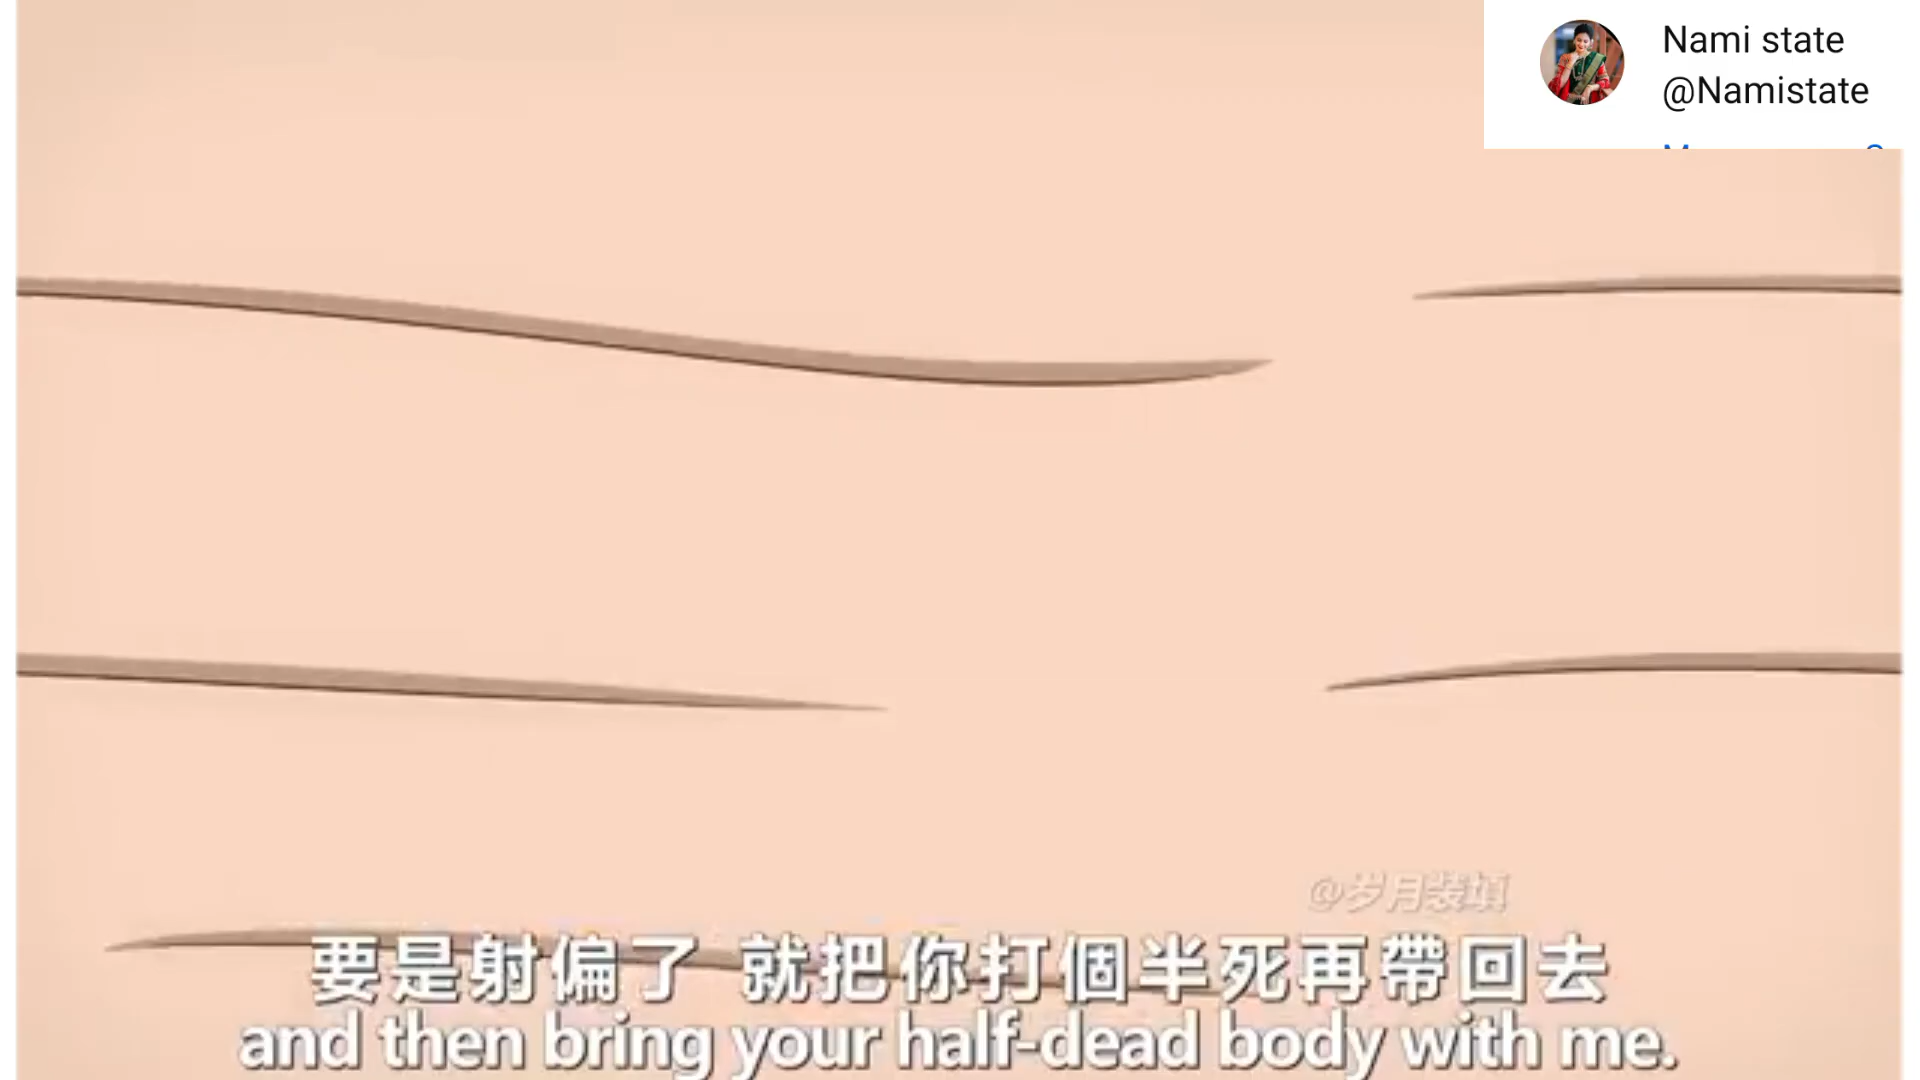 Nami state
@Namistate
@岁月装填
要是射偏了 就把你打個半死再帶回去
and then bring your half-dead body with me.